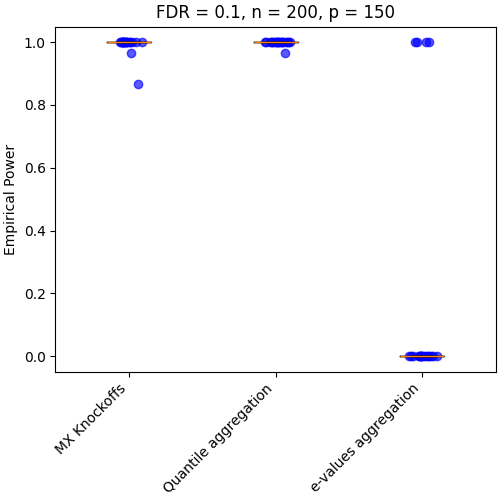 FDR = 0.1, n = 200, p = 150
Empirical Power
1.0
0.8
0.6
0.4
0.2
0.0
MX Knockoffs
Quantile aggregation
e-values aggregation